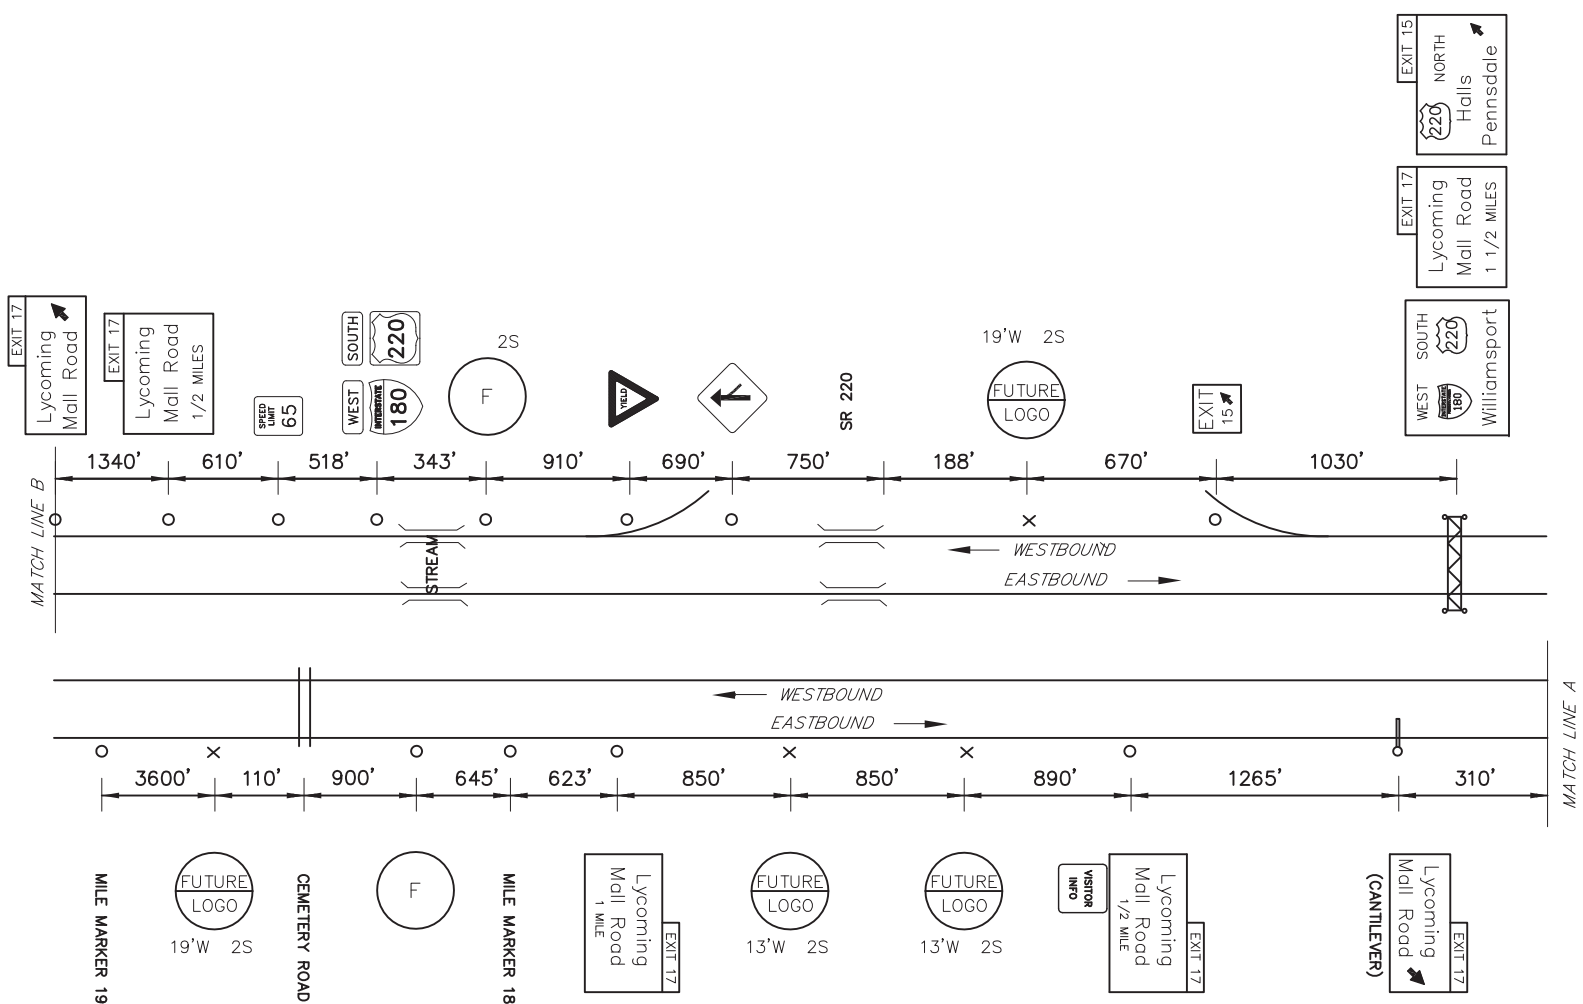 EXIT 15
220 NORTH
Halls
Pennsdale
EXIT 17
Lycoming
Mall Road
1 1/2 MILES
WEST SOUTH
INTERSTATE
180
220
Williamsport
EXIT 17
Lycoming
Mall Road
EXIT 17
Lycoming
Mall Road
1/2 MILES
SPEED
LIMIT
65
SOUTH
220
WEST
INTERSTATE
180
2S
F
YIELD
SR 220
19'W 2S
FUTURE
LOGO
EXIT
15
1340' 610' 518' 343' 910' 690' 750' 188' 670' 1030'
MATCH LINE B
STREAM
WESTBOUND
EASTBOUND
WESTBOUND
EASTBOUND
MATCH LINE A
3600' 110' 900' 645' 623' 850' 850' 890' 1265' 310'
MILE MARKER 19
FUTURE
LOGO
19'W 2S
CEMETERY ROAD
F
MILE MARKER 18
EXIT 17
Lycoming
Mall Road
1 MILE
FUTURE
LOGO
13'W 2S
FUTURE
LOGO
13'W 2S
VISITOR
INFO
EXIT 17
Lycoming
Mall Road
1/2 MILE
EXIT 17
Lycoming
Mall Road
(CANTILEVER)